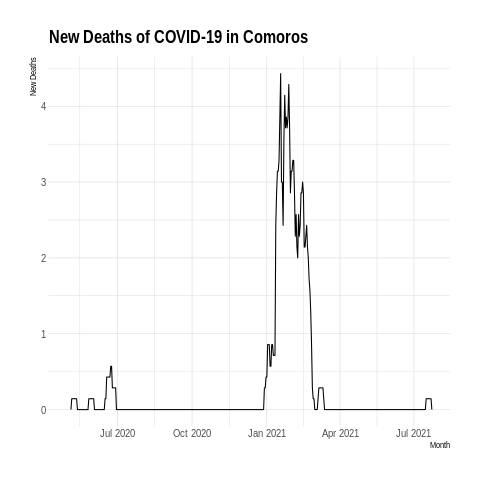 New Deaths of COVID-19 in Comoros
New Deaths
4
3
2
1
0
Jul 2020 Oct 2020 Jan 2021 Apr 2021 Jul 2021
Month